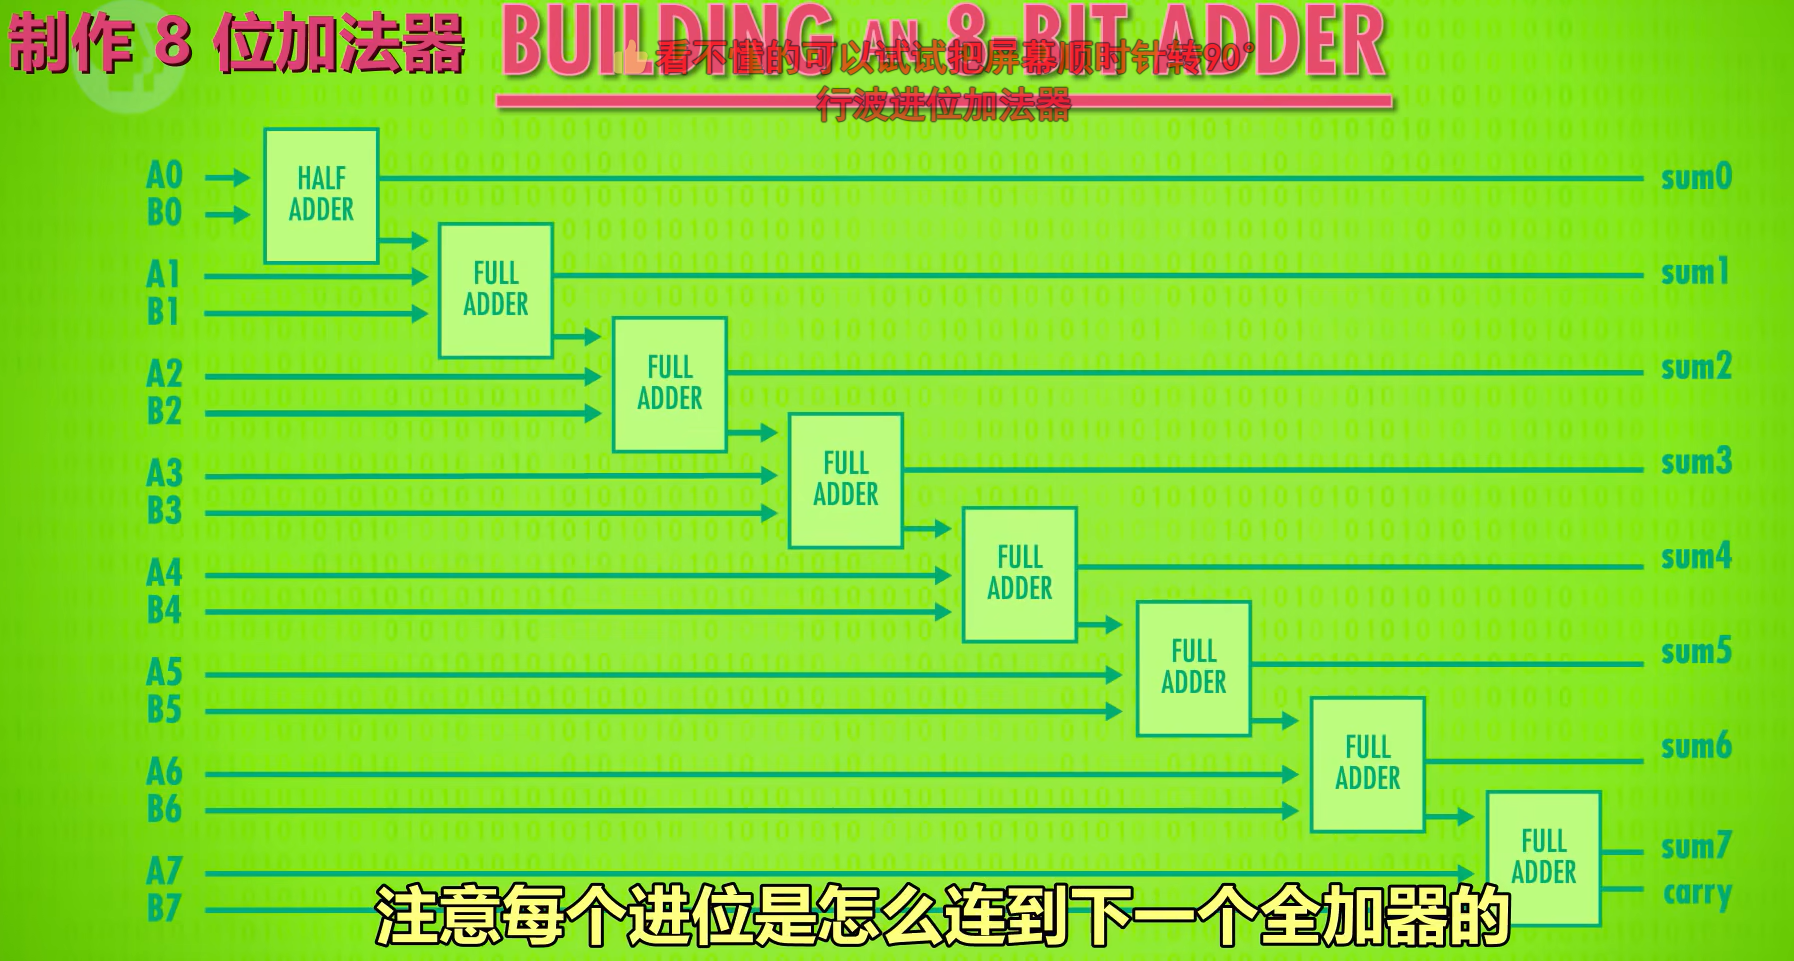 制作 8 位加法器
BUILDING AN 8-BIT ADDER
看不懂的可以试试把屏幕顺时针转90°
行波进位加法器
A0
B0
HALF
ADDER
sum0
A1
B1
FULL
ADDER
sum1
A2
B2
FULL
ADDER
sum2
A3
B3
FULL
ADDER
sum3
A4
B4
FULL
ADDER
sum4
A5
B5
FULL
ADDER
sum5
A6
B6
FULL
ADDER
sum6
A7
B7
FULL
ADDER
sum7
carry
注意每个进位是怎么连到下一个全加器的